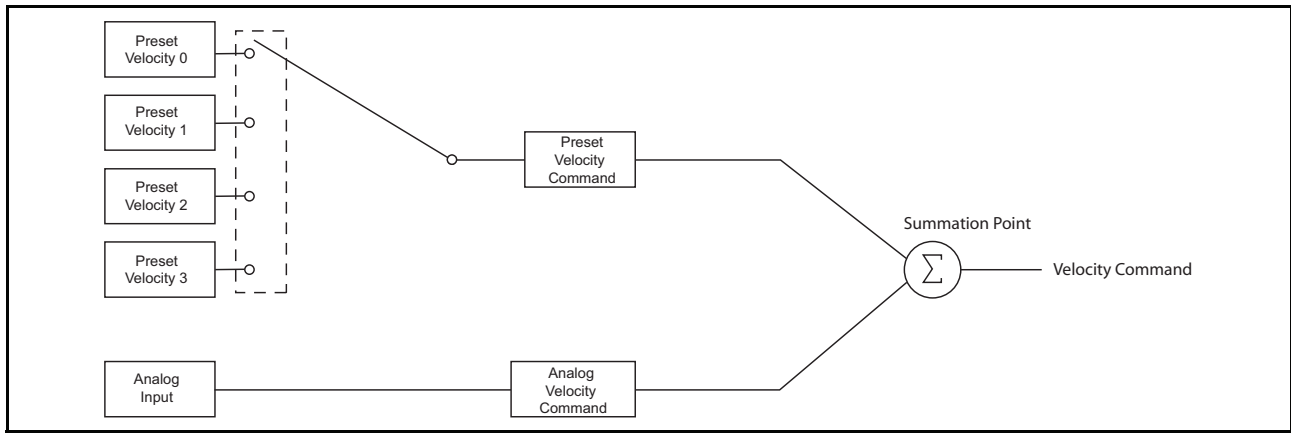 Preset
Velocity 0
Preset
Velocity 1
Preset
Velocity 2
Preset
Velocity 3
Preset
Velocity
Command
Summation Point
Σ
Velocity Command
Analog
Input
Analog
Velocity
Command